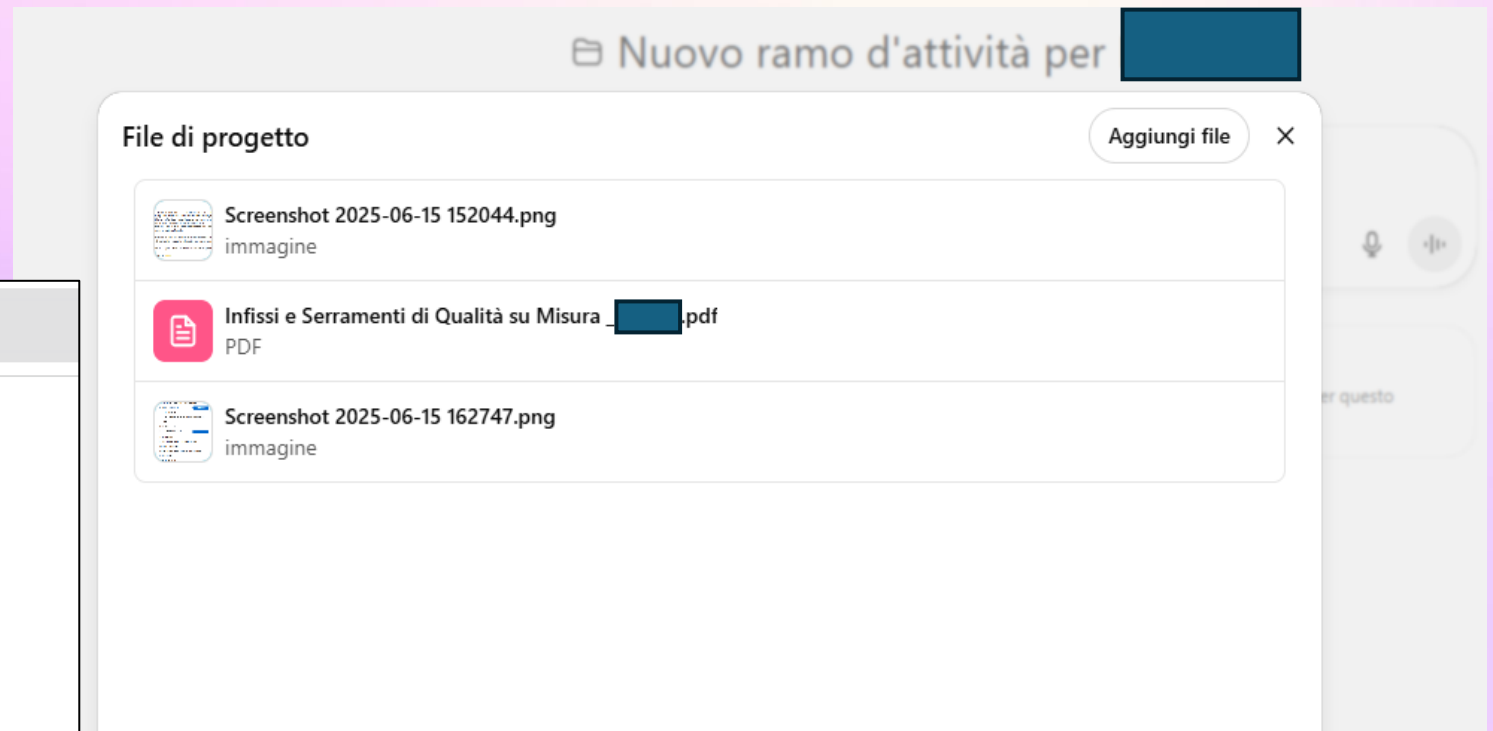 Nuovo ramo d'attività per
File di progetto
Aggiungi file
Screenshot 2025-06-15 152044.png
immagine
Infissi e Serramenti di Qualità su Misura _ .pdf
PDF
Screenshot 2025-06-15 162747.png
immagine
er questo